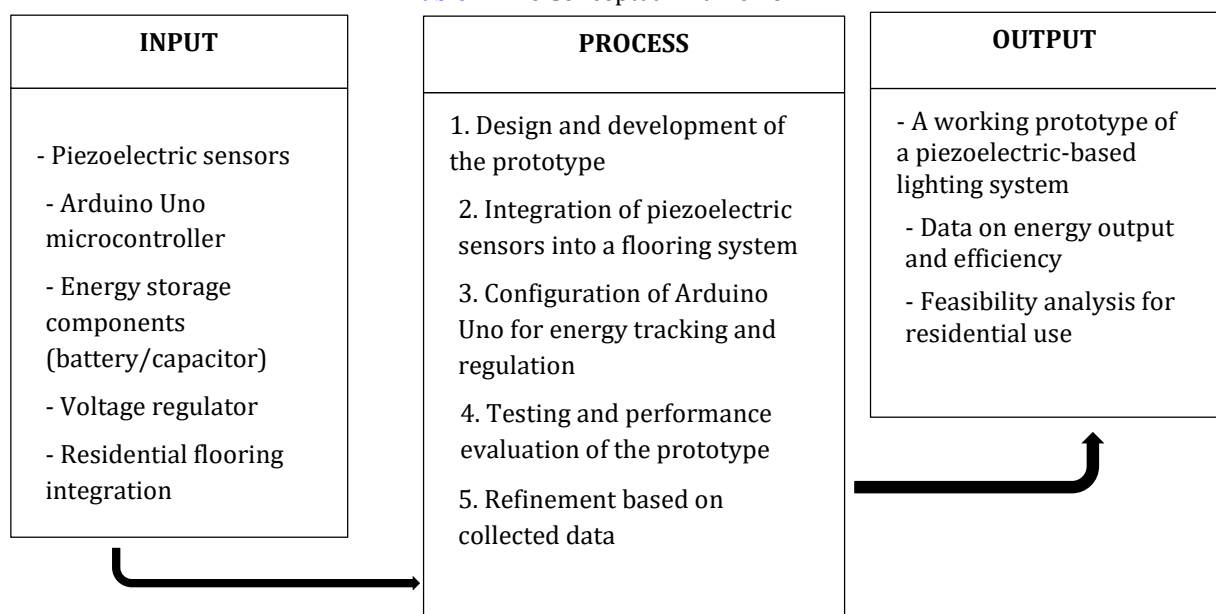 INPUT
- Piezoelectric sensors
- Arduino Uno
microcontroller
- Energy storage
components
(battery/capacitor)
- Voltage regulator
- Residential flooring
integration
PROCESS
1. Design and development of
the prototype
2. Integration of piezoelectric
sensors into a flooring system
3. Configuration of Arduino
Uno for energy tracking and
regulation
4. Testing and performance
evaluation of the prototype
5. Refinement based on
collected data
OUTPUT
- A working prototype of
a piezoelectric-based
lighting system
- Data on energy output
and efficiency
- Feasibility analysis for
residential use